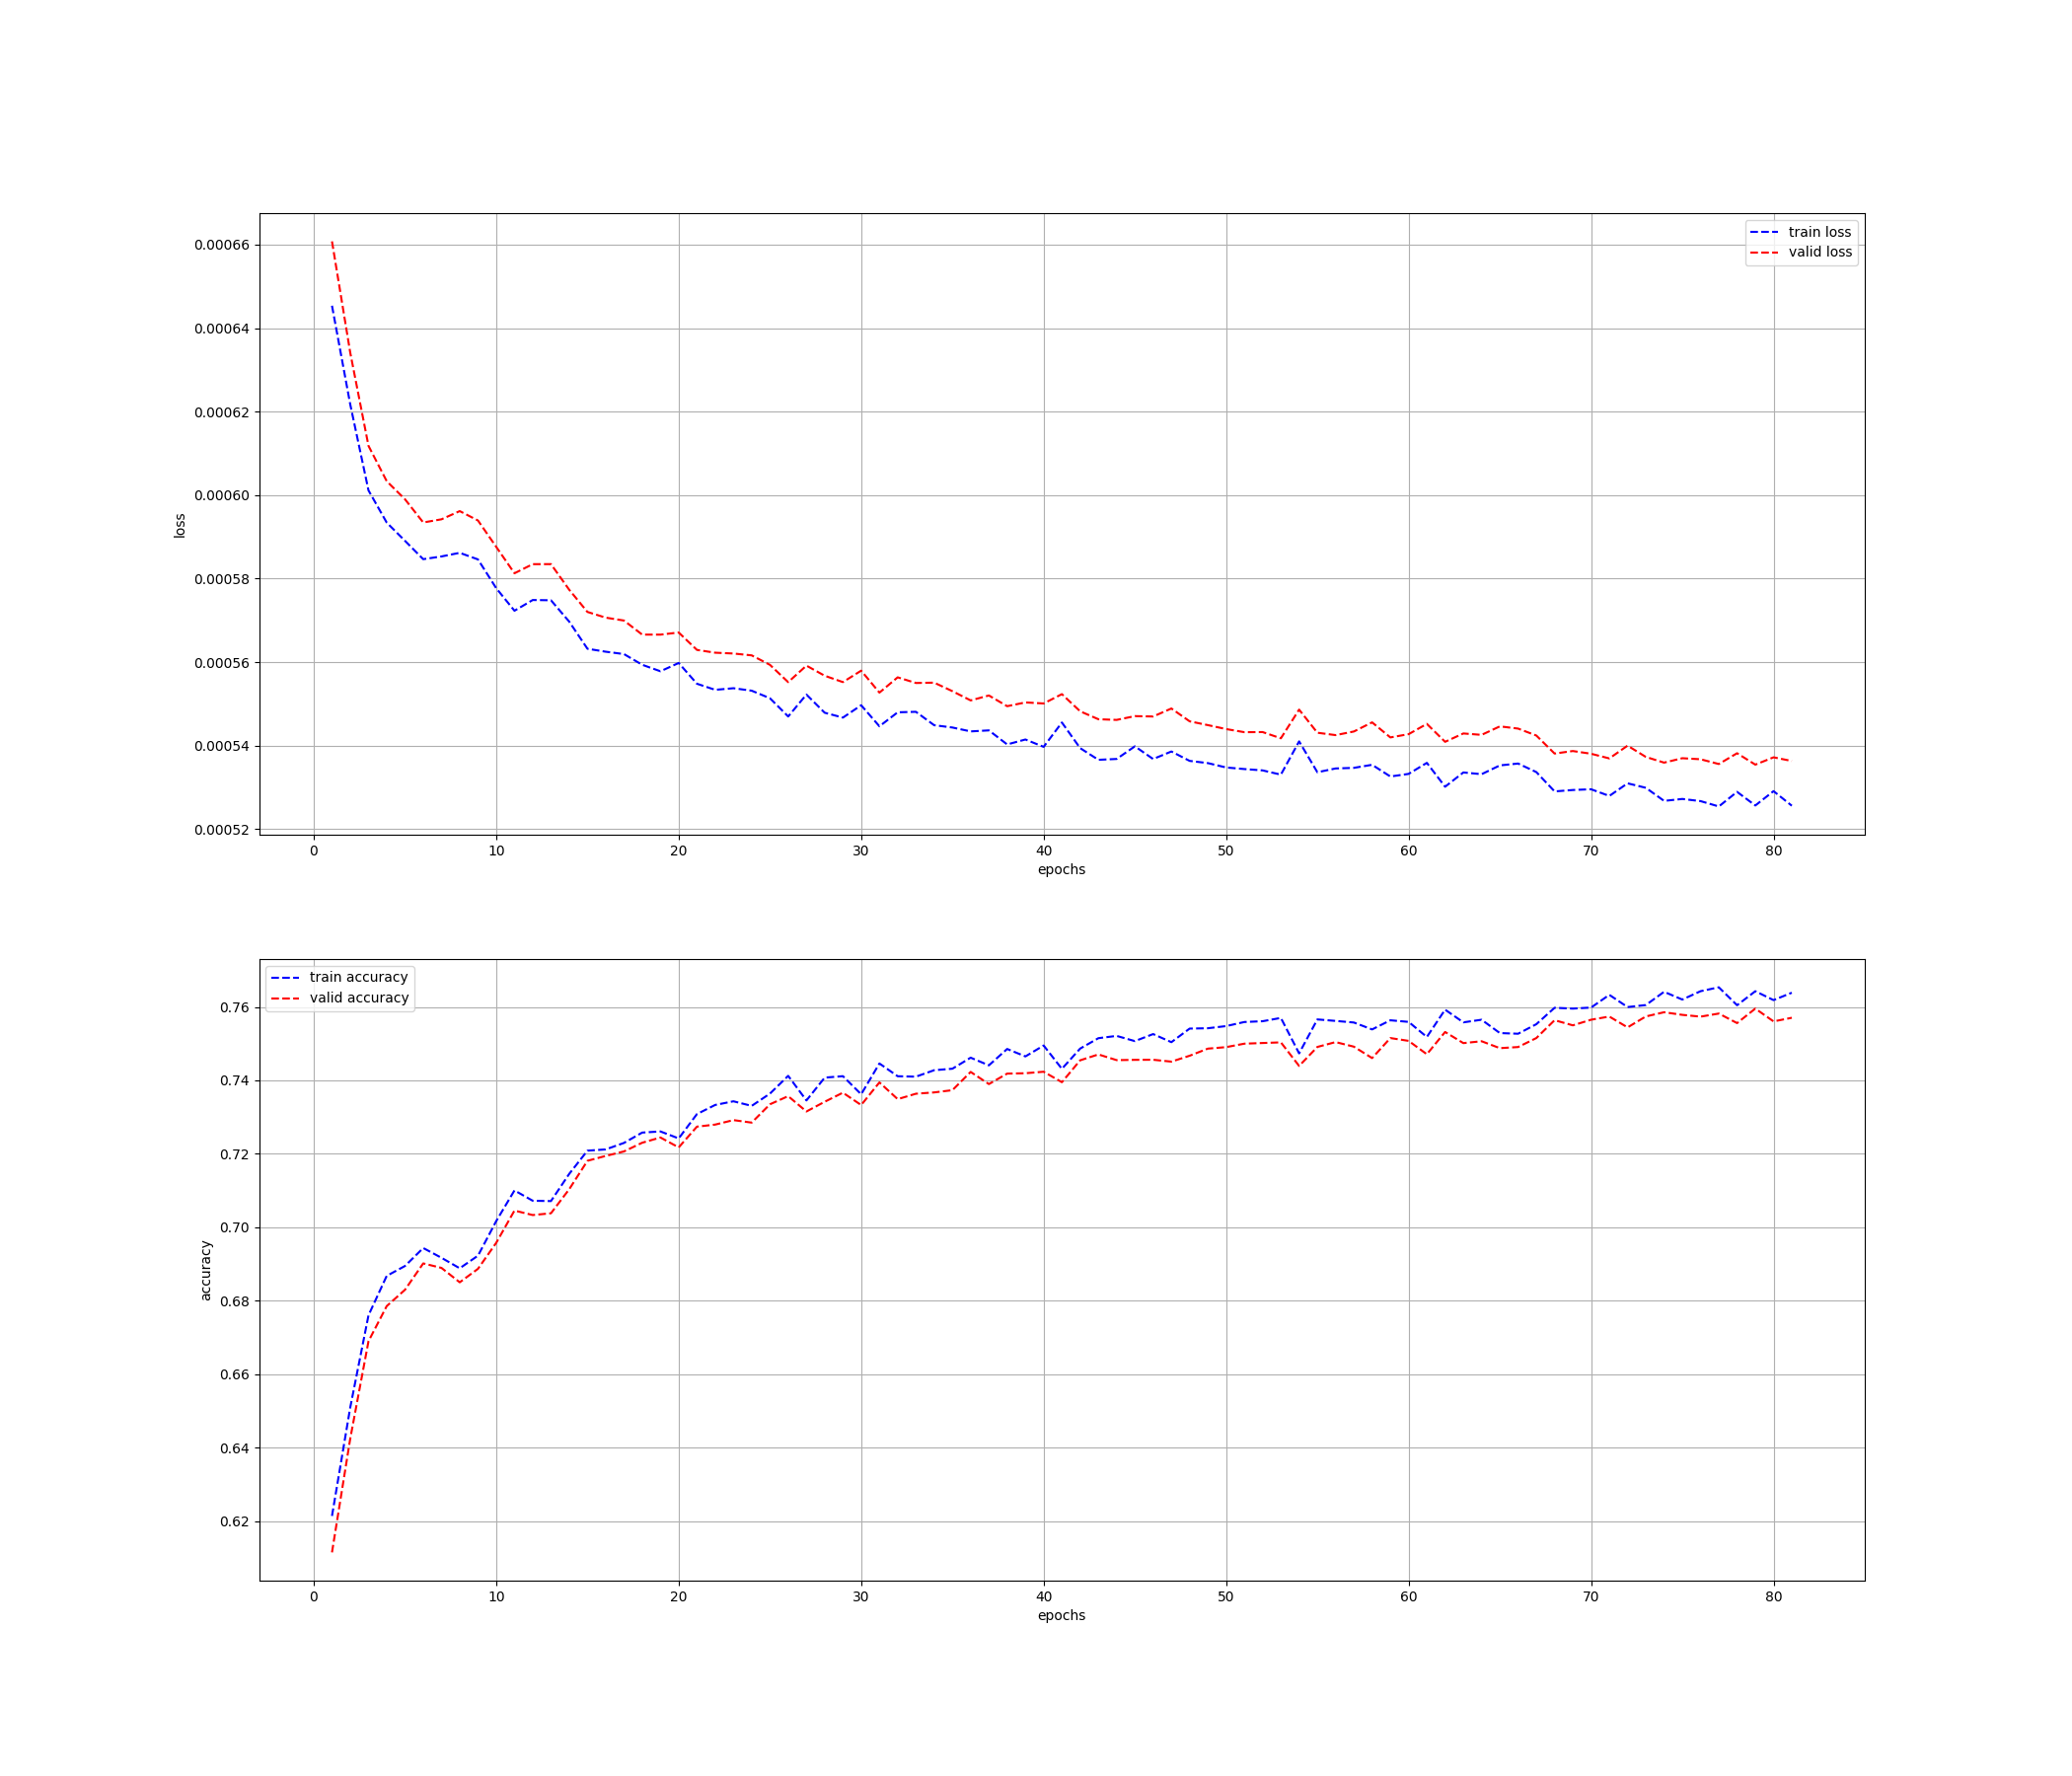 train loss
valid loss
0.00066
0.00064
0.00062
0.00060
0.00058
0.00056
0.00054
0.00052
loss
0 10 20 30 40 50 60 70 80
epochs
train accuracy
valid accuracy
0.76
0.74
0.72
0.70
0.68
0.66
0.64
0.62
accuracy
0 10 20 30 40 50 60 70 80
epochs